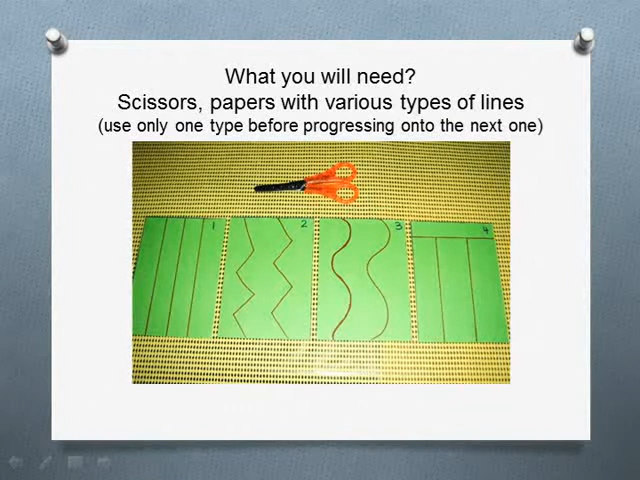 What you will need?
Scissors, papers with various types of lines
(use only one type before progressing onto the next one)
1 2 3 4